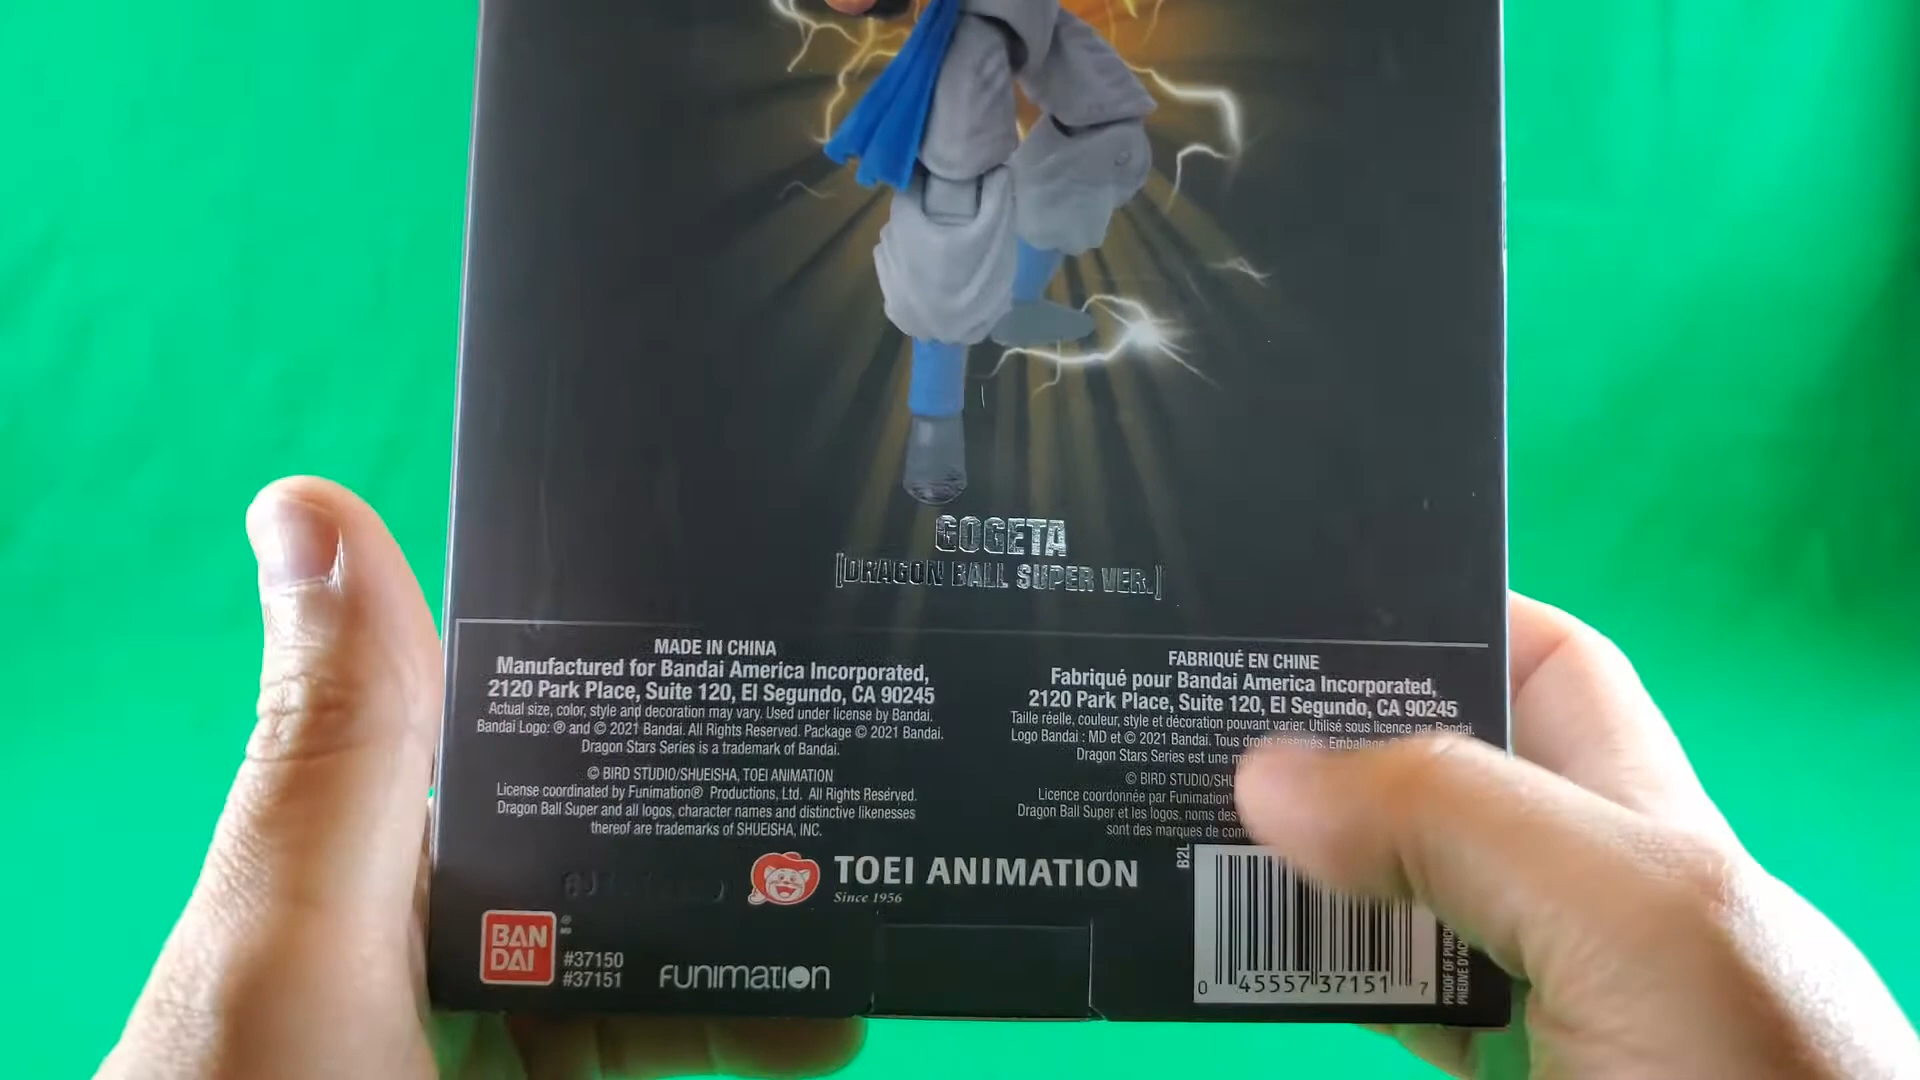 GOGETA
[DRAGON BALL SUPER VER.]
MADE IN CHINA
Manufactured for Bandai America Incorporated,
2120 Park Place, Suite 120, El Segundo, CA 90245
Actual size, color, style and decoration may vary. Used under license by Bandai.
Bandai Logo: ® and © 2021 Bandai. All Rights Reserved. Package © 2021 Bandai.
Dragon Stars Series is a trademark of Bandai.
© BIRD STUDIO/SHUEISHA, TOEI ANIMATION
License coordinated by Funimation® Productions, Ltd. All Rights Reserved.
Dragon Ball Super and all logos, character names and distinctive likenesses
thereof are trademarks of SHUEISHA, INC.
FABRIQUÉ EN CHINE
Fabriqué pour Bandai America Incorporated,
2120 Park Place, Suite 120, El Segundo, CA 90245
Taille réelle, couleur, style et décoration pouvant varier. Utilisé sous licence par Bandai.
Logo Bandai : MD et © 2021 Bandai. Tous droits réservés. Emballage
Dragon Stars Series est une
© BIRD STUDIO/
Licence coordonnée par Funimation
Dragon Ball Super et les logos, noms des
sont des marques de
TOEI ANIMATION
Since 1956
BAN
DAI
#37150
#37151
FUNIMATION
B2L
0 45557 37151 7
PROOF OF
PREUVE